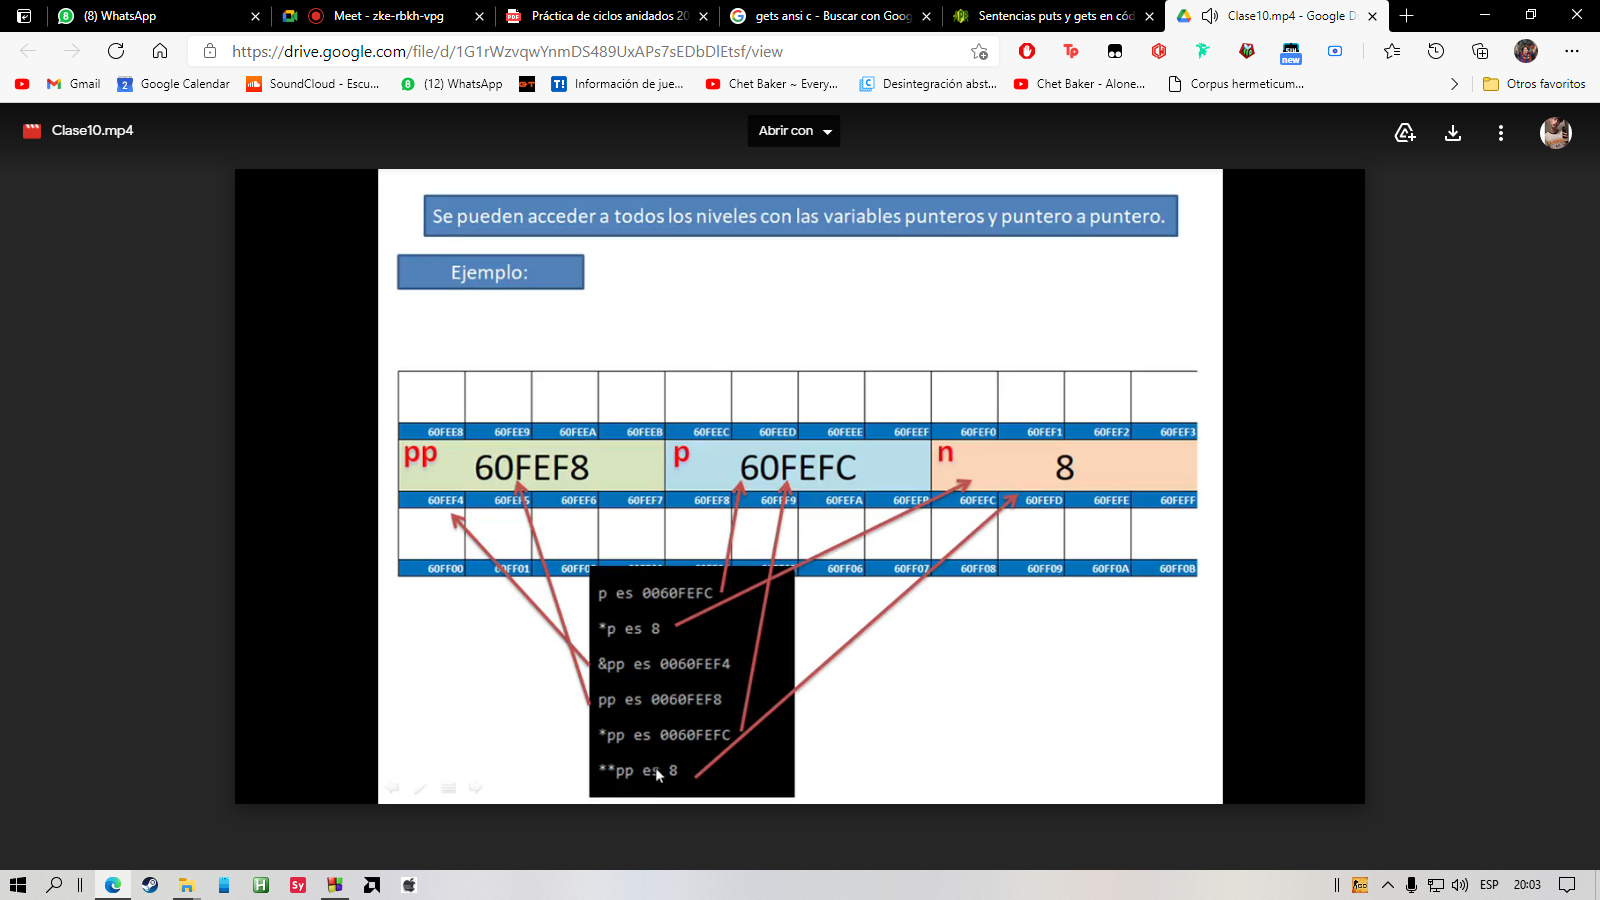 (8) WhatsApp
Meet - zke-rbkh-vpg
Práctica de ciclos anidados 20
gets ansi c - Buscar con Goog
Sentencias puts y gets en cód
Clase10.mp4 - Google D
https://drive.google.com/file/d/1G1rWzvqwYnmDS489UxAPs7sEDbDlEtsf/view
new
Gmail
Google Calendar
SoundCloud - Escu...
(12) WhatsApp
Información de jue...
Chet Baker ~ Every...
Desintegración abst...
Chet Baker - Alone...
Corpus hermeticum...
Otros favoritos
Clase10.mp4
Abrir con
Se pueden acceder a todos los niveles con las variables punteros y puntero a puntero.
Ejemplo:
60FEE8 60FEE9 60FEEA 60FEEB 60FEEC 60FEED 60FEEE 60FEEF 60FEF0 60FEF1 60FEF2 60FEF3
pp 60FEF8 p 60FEFC n 8
60FEF4 60FEF5 60FEF6 60FEF7 60FEF8 60FEF9 60FEFA 60FEFB 60FEFC 60FEFD 60FEFE 60FEFF
60FF00 60FF01 60FF06 60FF07 60FF08 60FF09 60FF0A 60FF0B
p es 0060FEFC
*p es 8
&pp es 0060FEF4
pp es 0060FEF8
*pp es 0060FEFC
**pp es 8
ESP
20:03